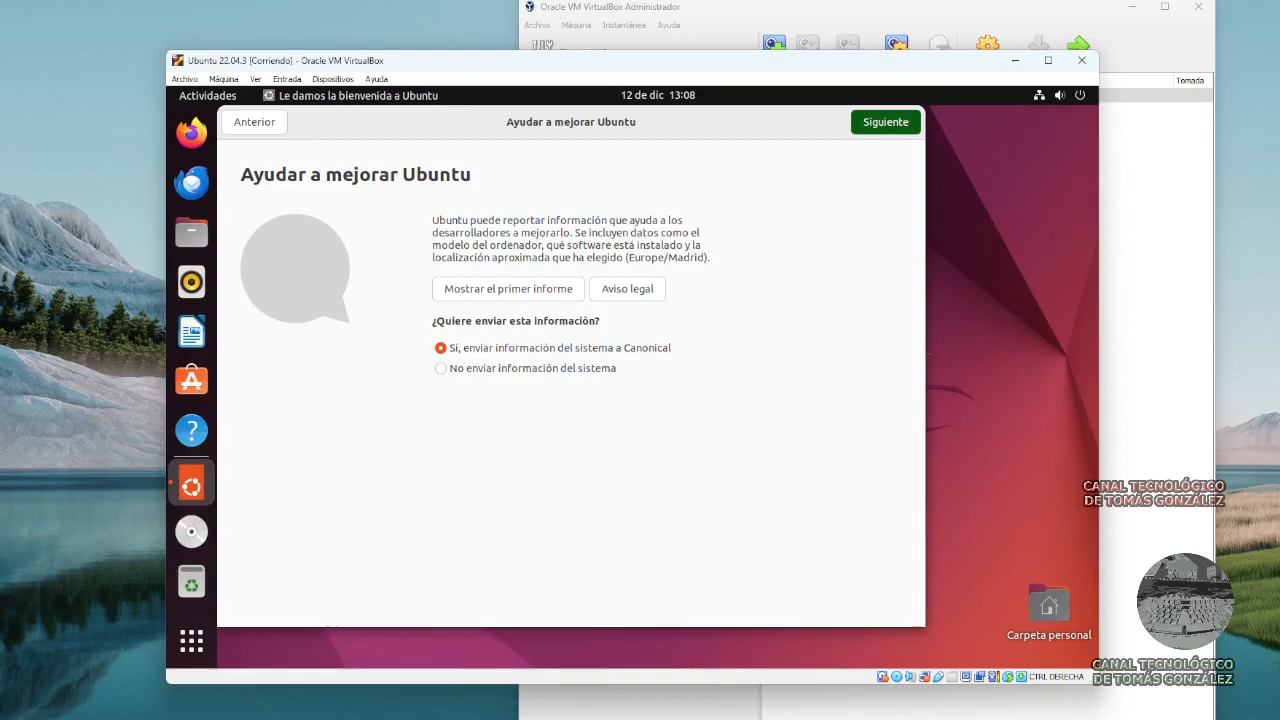 Oracle VM VirtualBox Administrador
Archivo Máquina Instantánea Ayuda
Ubuntu 22.04.3 [Corriendo] - Oracle VM VirtualBox
Archivo Máquina Ver Entrada Dispositivos Ayuda
Tomada
Actividades Le damos la bienvenida a Ubuntu 12 de dic 13:08
Anterior Ayudar a mejorar Ubuntu Siguiente
Ayudar a mejorar Ubuntu
Ubuntu puede reportar información que ayuda a los
desarrolladores a mejorarlo. Se incluyen datos como el
modelo del ordenador, qué software está instalado y la
localización aproximada que ha elegido (Europe/Madrid).
Mostrar el primer informe Aviso legal
¿Quiere enviar esta información?
Sí, enviar información del sistema a Canonical
No enviar información del sistema
CANAL TECNOLÓGICO
DE TOMÁS GONZÁLEZ
Carpeta personal
CANAL TECNOLÓGICO
DE TOMÁS GONZÁLEZ
CTRL DERECHA